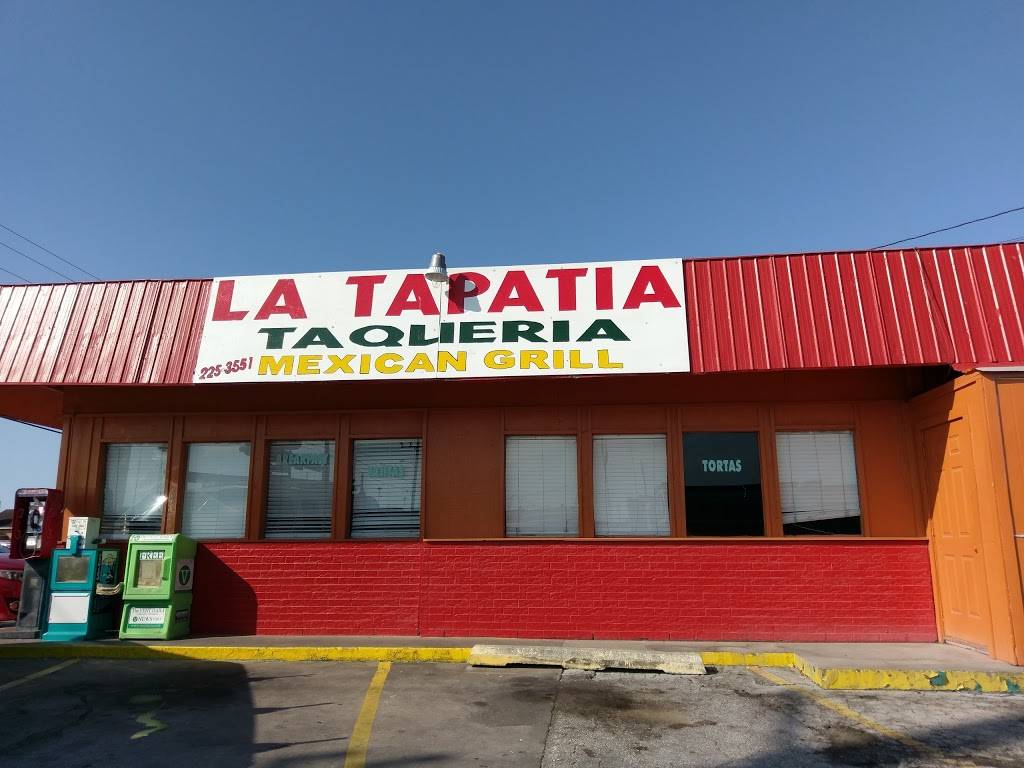 LA TAPATIA
TAQUERIA
225-3551 MEXICAN GRILL
TORTAS
FREE